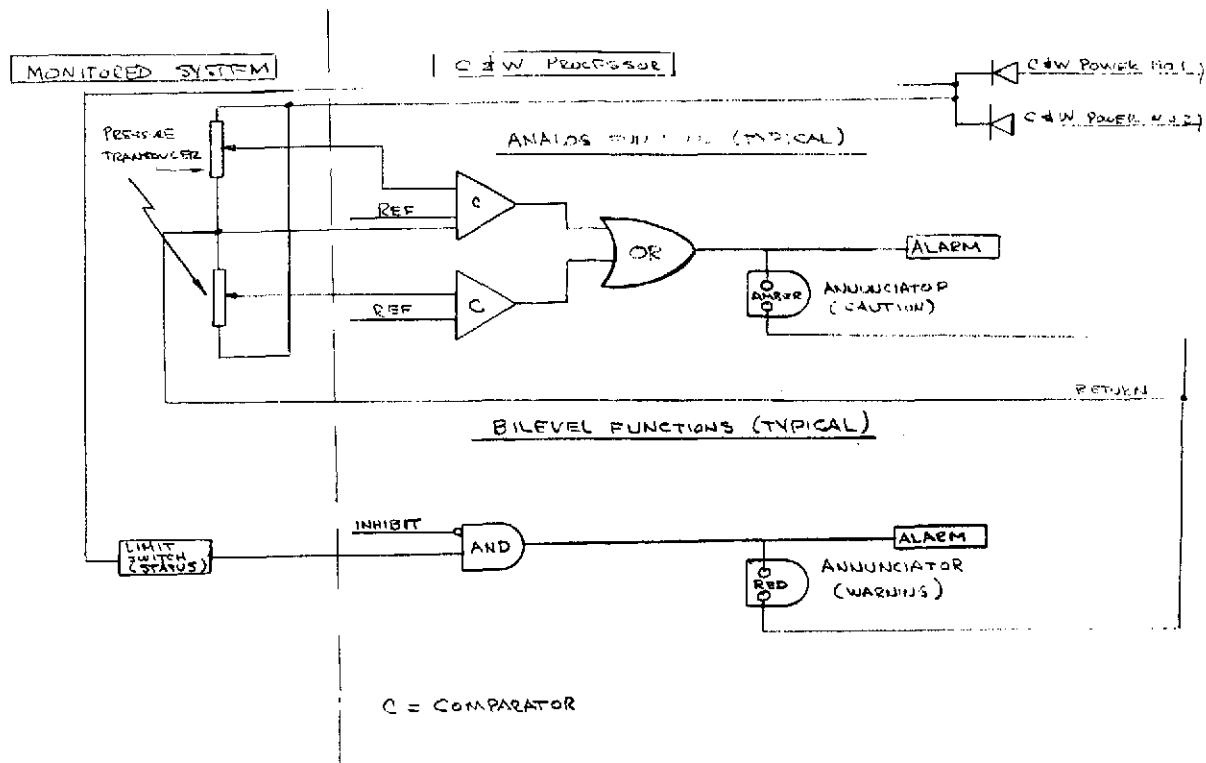 MONITORED SYSTEM
C & W PROCESSOR
C & W POWER NO.1
C & W POWER NO.2
PRESSURE
TRANSDUCER
ANALOG (TYPICAL)
C
REF
OR
ALARM
AMBER
ANNUNCIATOR
(CAUTION)
C
REF
RETURN
BILEVEL FUNCTIONS (TYPICAL)
INHIBIT
AND
ALARM
LIMIT
SWITCH
(STATUS)
RED
ANNUNCIATOR
(WARNING)
C = COMPARATOR